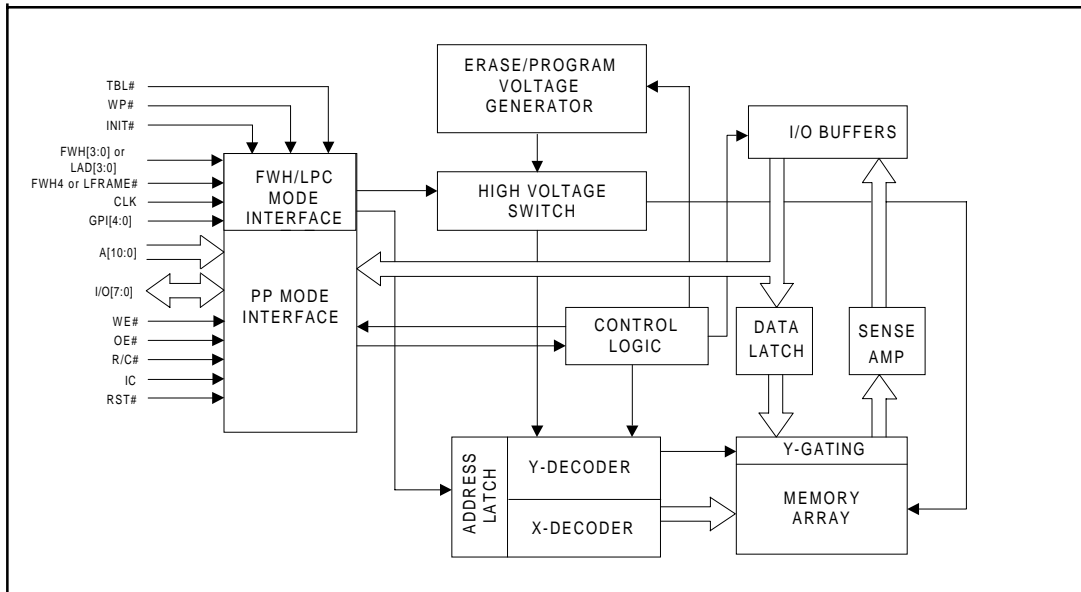 ERASE/PROGRAM
VOLTAGE
GENERATOR
TBL#
WP#
INIT#
FWH[3:0] or
LAD[3:0]
FWH4 or LFRAME#
CLK
GPI[4:0]
A[10:0]
I/O[7:0]
WE#
OE#
R/C#
IC
RST#
FWH/LPC
MODE
INTERFACE
PP MODE
INTERFACE
HIGH VOLTAGE
SWITCH
I/O BUFFERS
CONTROL
LOGIC
DATA
LATCH
SENSE
AMP
ADDRESS
LATCH
Y-DECODER
X-DECODER
Y-GATING
MEMORY
ARRAY